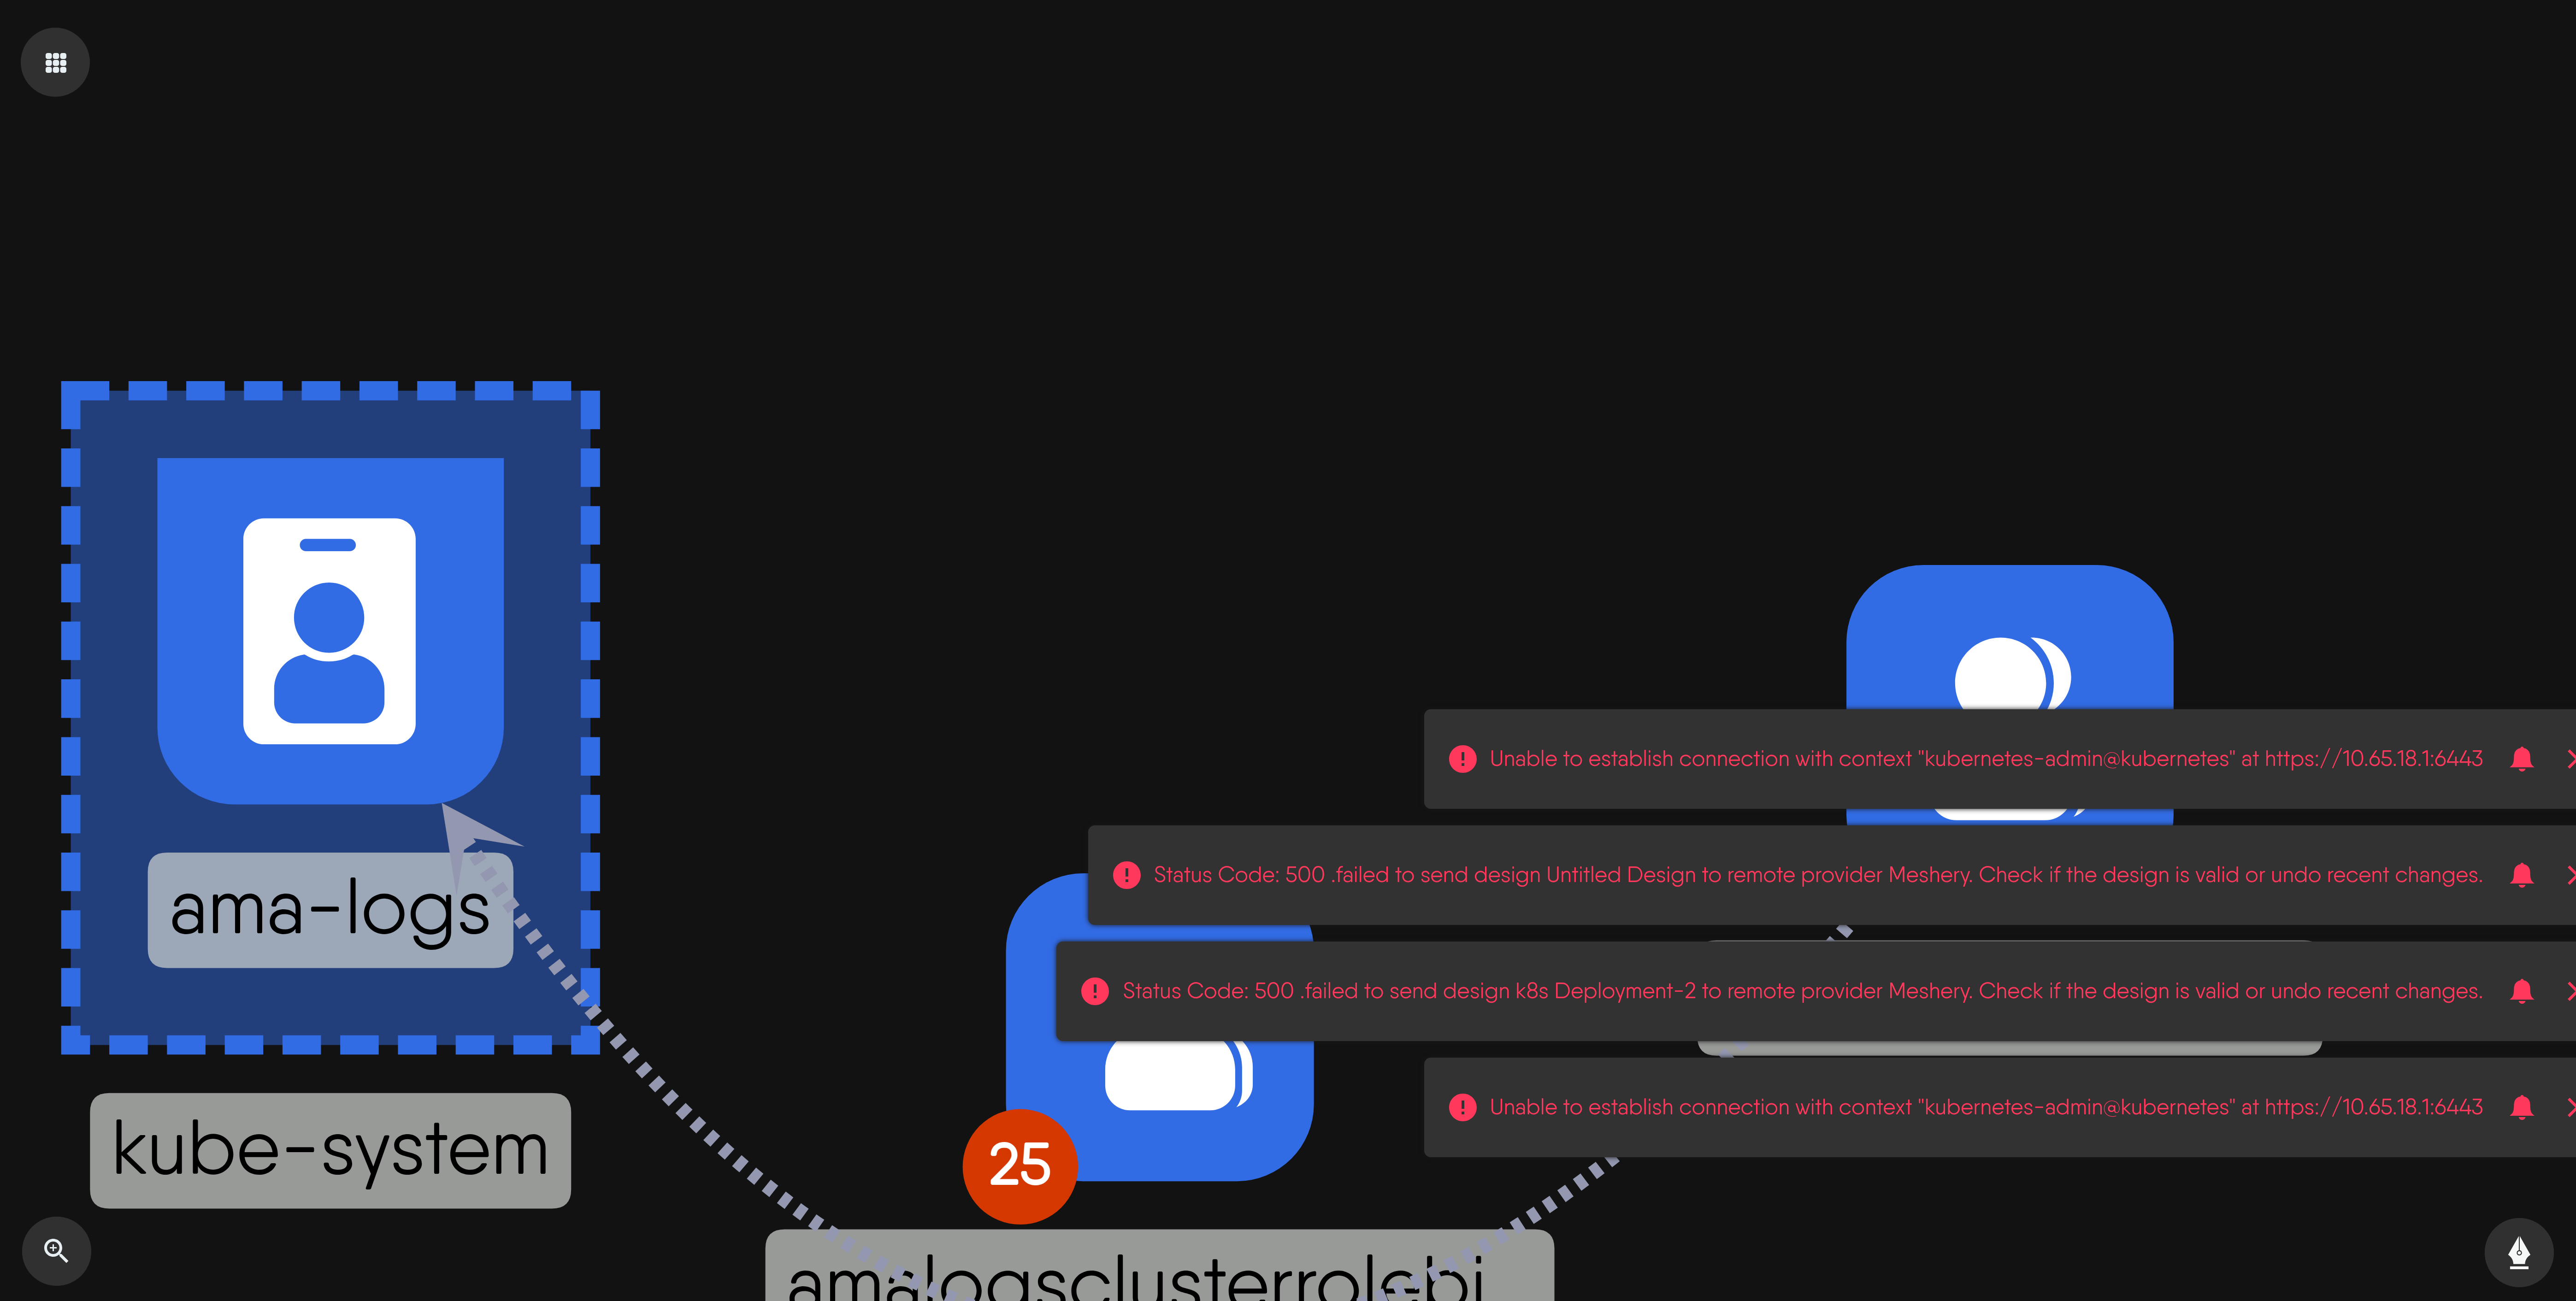 ama-logs
kube-system
25
amalogsclusterrolebi
Unable to establish connection with context "kubernetes-admin@kubernetes" at https://10.65.18.1:6443
Status Code: 500 .failed to send design Untitled Design to remote provider Meshery. Check if the design is valid or undo recent changes.
Status Code: 500 .failed to send design k8s Deployment-2 to remote provider Meshery. Check if the design is valid or undo recent changes.
Unable to establish connection with context "kubernetes-admin@kubernetes" at https://10.65.18.1:6443